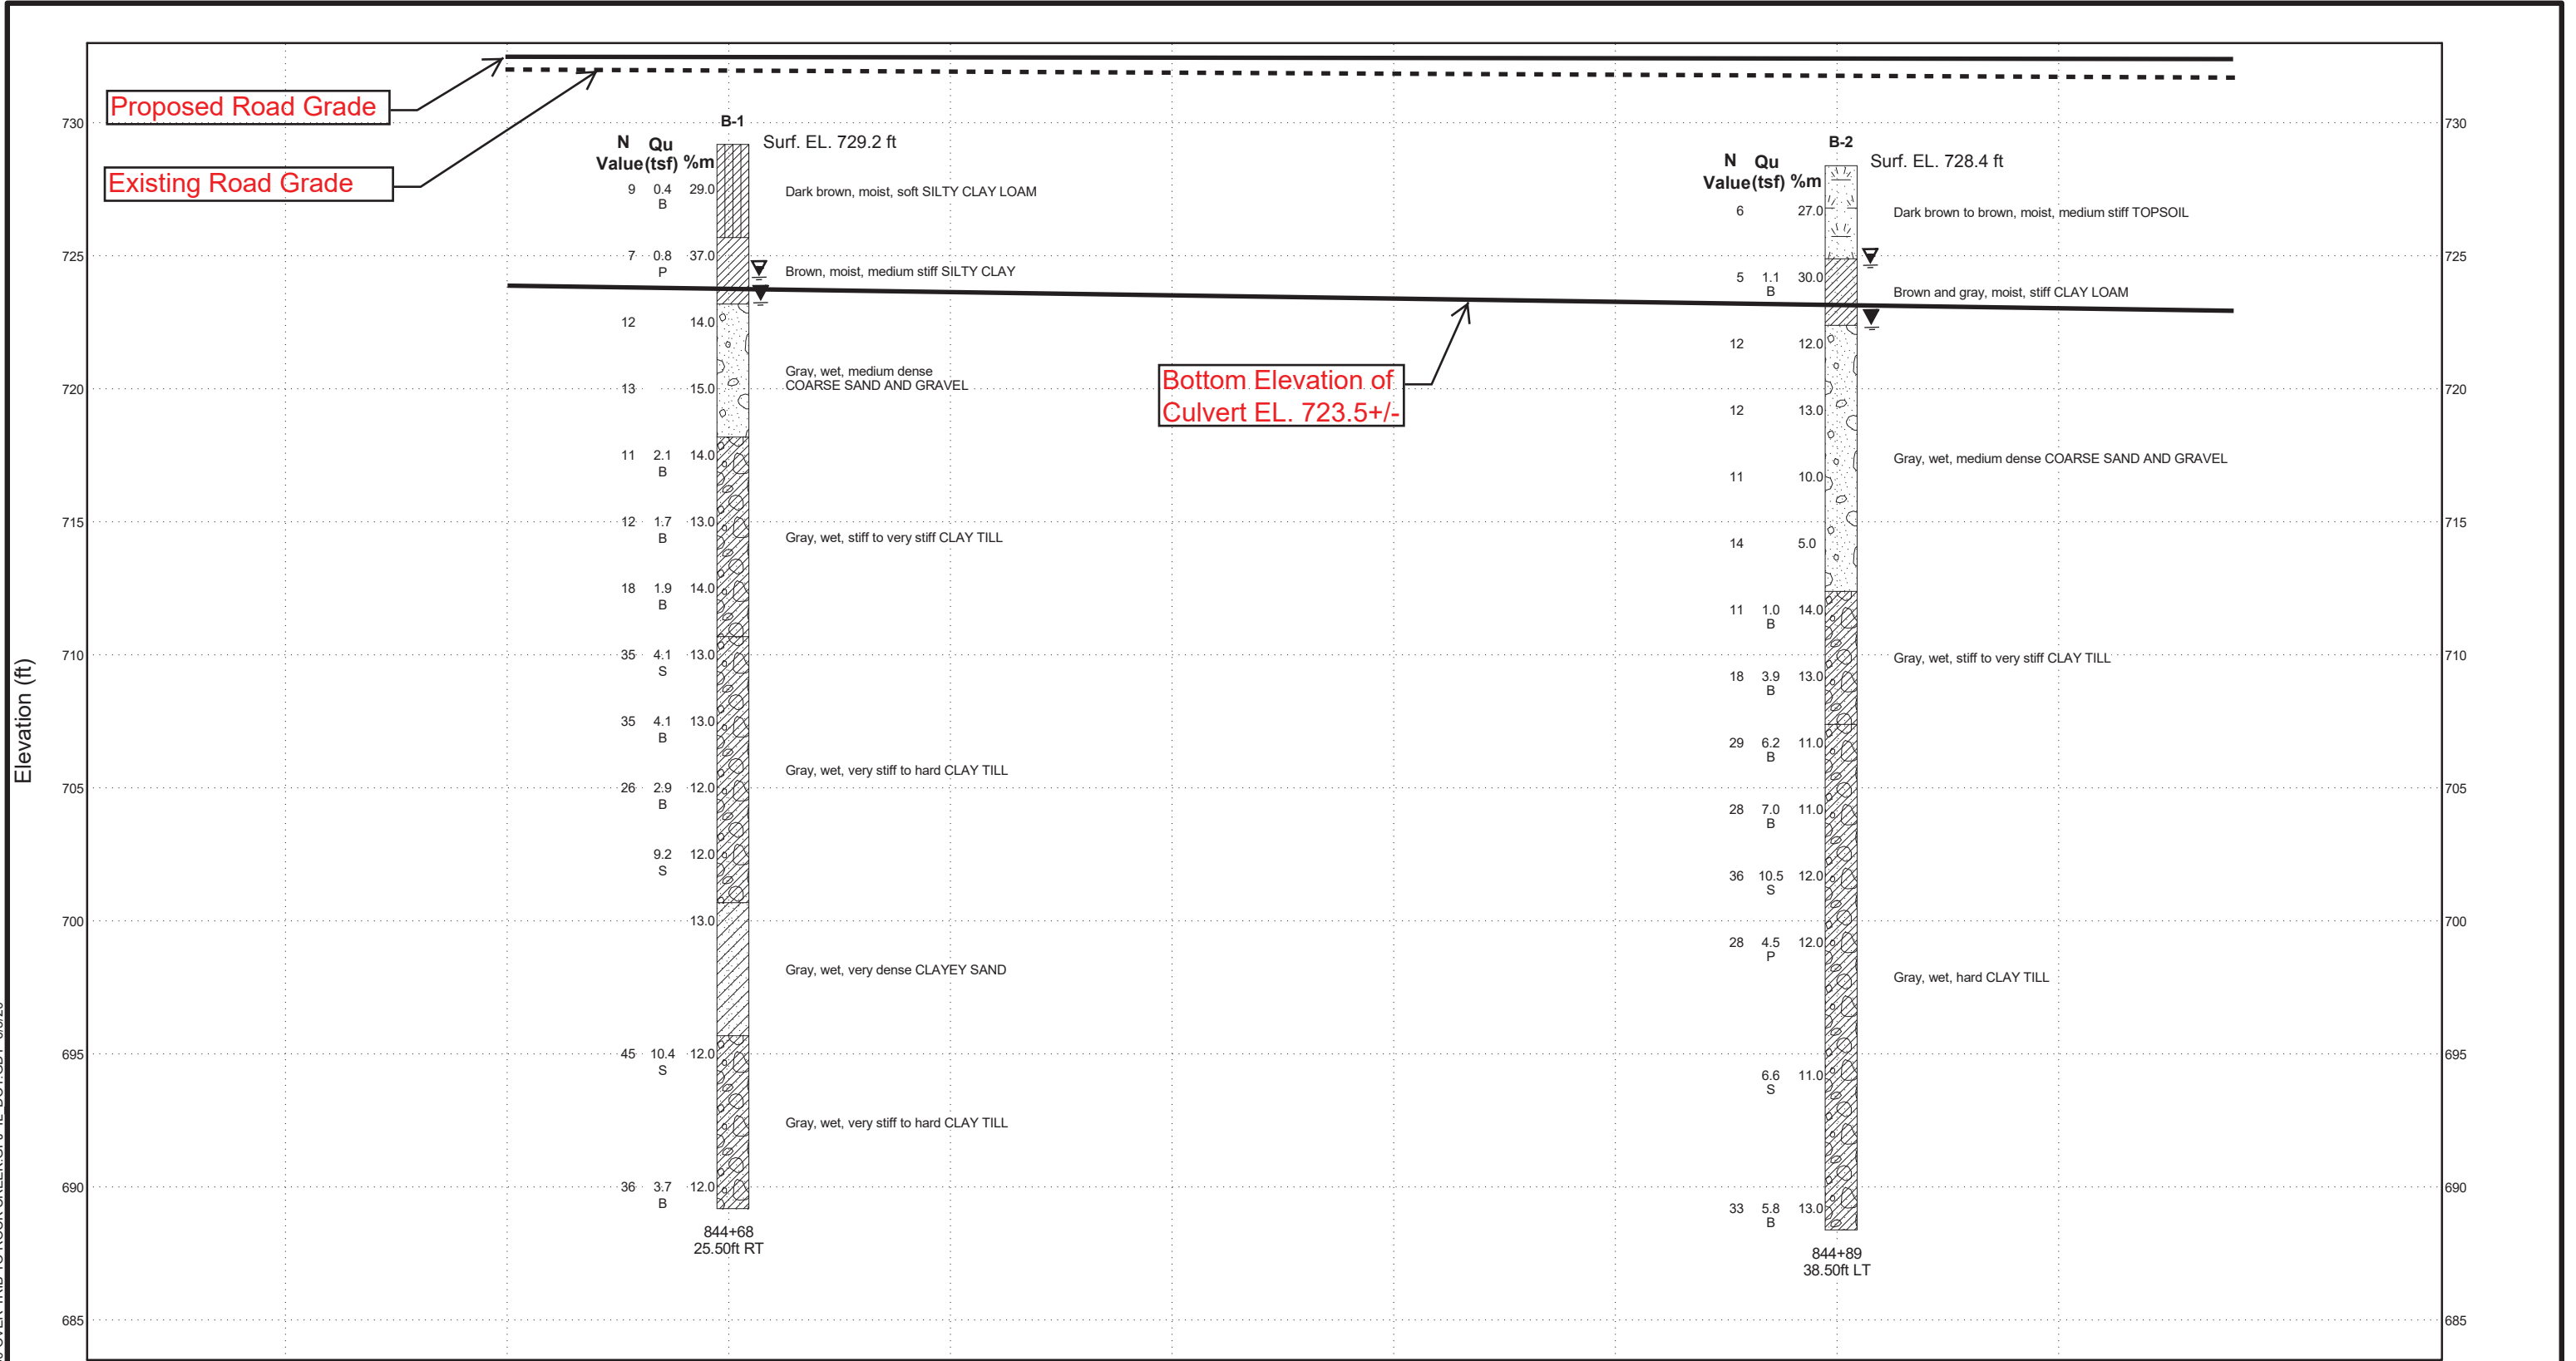 Proposed Road Grade
Existing Road Grade
Bottom Elevation of
Culvert EL. 723.5+/-
Elevation (ft)
730
725
720
715
710
705
700
695
690
685
B-1
Surf. EL. 729.2 ft
N Qu
Value (tsf) %m
9 0.4 29.0
B
Dark brown, moist, soft SILTY CLAY LOAM
7 0.8 37.0
P
Brown, moist, medium stiff SILTY CLAY
12 14.0
Gray, wet, medium dense
COARSE SAND AND GRAVEL
13 15.0
11 2.1 14.0
B
12 1.7 13.0
B
Gray, wet, stiff to very stiff CLAY TILL
18 1.9 14.0
B
35 4.1 13.0
S
35 4.1 13.0
B
Gray, wet, very stiff to hard CLAY TILL
26 2.9 12.0
B
9.2 12.0
S
13.0
Gray, wet, very dense CLAYEY SAND
45 10.4 12.0
S
Gray, wet, very stiff to hard CLAY TILL
36 3.7 12.0
B
844+68
25.50ft RT
B-2
Surf. EL. 728.4 ft
N Qu
Value (tsf) %m
6 27.0
Dark brown to brown, moist, medium stiff TOPSOIL
5 1.1 30.0
B
Brown and gray, moist, stiff CLAY LOAM
12 12.0
12 13.0
Gray, wet, medium dense COARSE SAND AND GRAVEL
11 10.0
14 5.0
11 1.0 14.0
B
Gray, wet, stiff to very stiff CLAY TILL
18 3.9 13.0
B
29 6.2 11.0
B
28 7.0 11.0
B
36 10.5 12.0
S
28 4.5 12.0
P
Gray, wet, hard CLAY TILL
6.6 11.0
S
33 5.8 13.0
B
844+89
38.50ft LT
730
725
720
715
710
705
700
695
690
685